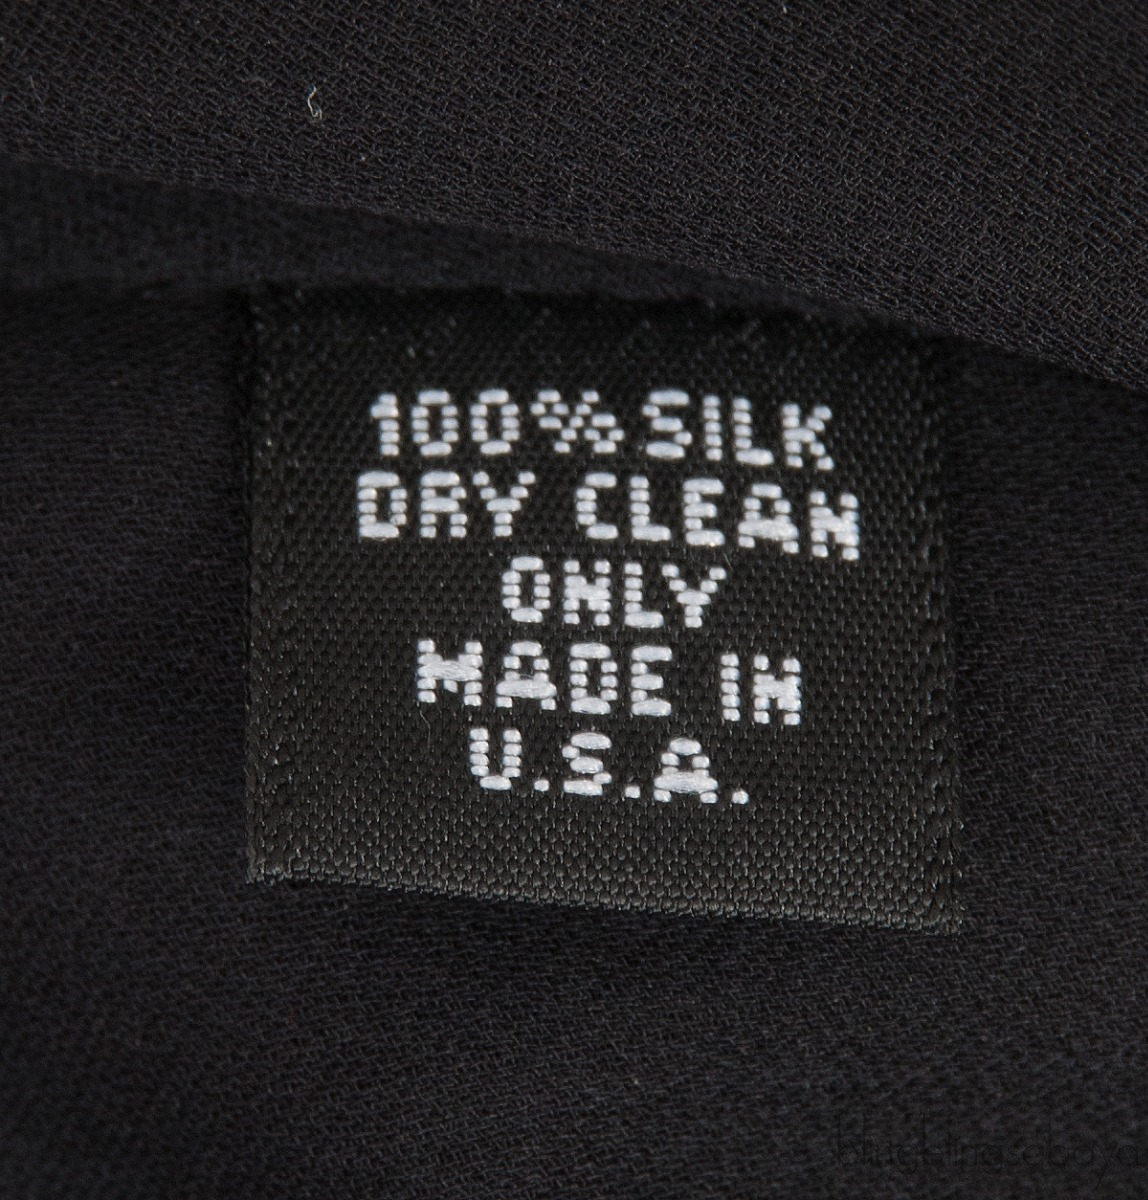 100% SILK
DRY CLEAN
ONLY
MADE IN
U.S.A.